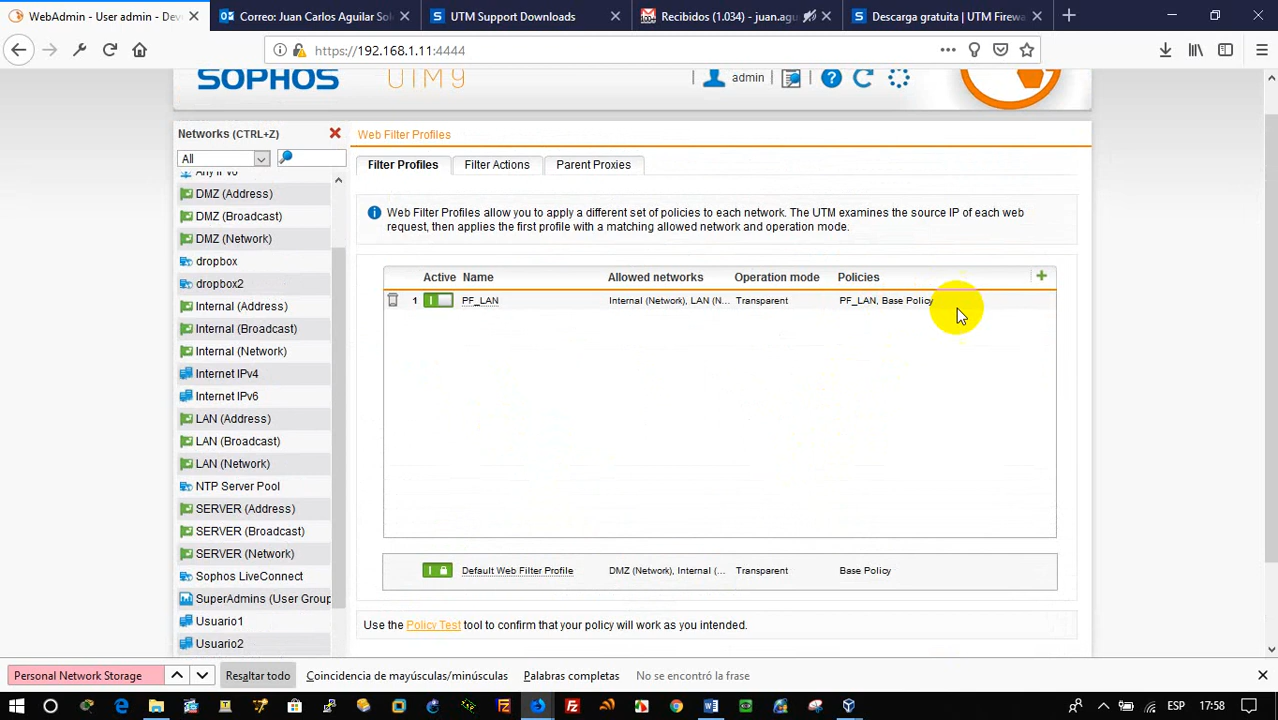 WebAdmin - User admin - Dev
Correo: Juan Carlos Aguilar Sol
UTM Support Downloads
Recibidos (1.034) - juan.agu
Descarga gratuita | UTM Firewa
https://192.168.1.11:4444
SOPHOS UTM 9
admin
Networks (CTRL+Z)
All
DMZ (Address)
DMZ (Broadcast)
DMZ (Network)
dropbox
dropbox2
Internal (Address)
Internal (Broadcast)
Internal (Network)
Internet IPv4
Internet IPv6
LAN (Address)
LAN (Broadcast)
LAN (Network)
NTP Server Pool
SERVER (Address)
SERVER (Broadcast)
SERVER (Network)
Sophos LiveConnect
SuperAdmins (User Group
Usuario1
Usuario2
Web Filter Profiles
Filter Profiles
Filter Actions
Parent Proxies
Web Filter Profiles allow you to apply a different set of policies to each network. The UTM examines the source IP of each web
request, then applies the first profile with a matching allowed network and operation mode.
Active Name Allowed networks Operation mode Policies
1 PF_LAN Internal (Network), LAN (N... Transparent PF_LAN, Base Policy
Default Web Filter Profile DMZ (Network), Internal (... Transparent Base Policy
Use the Policy Test tool to confirm that your policy will work as you intended.
Personal Network Storage
Resaltar todo
Coincidencia de mayúsculas/minúsculas
Palabras completas
No se encontró la frase
ESP
17:58